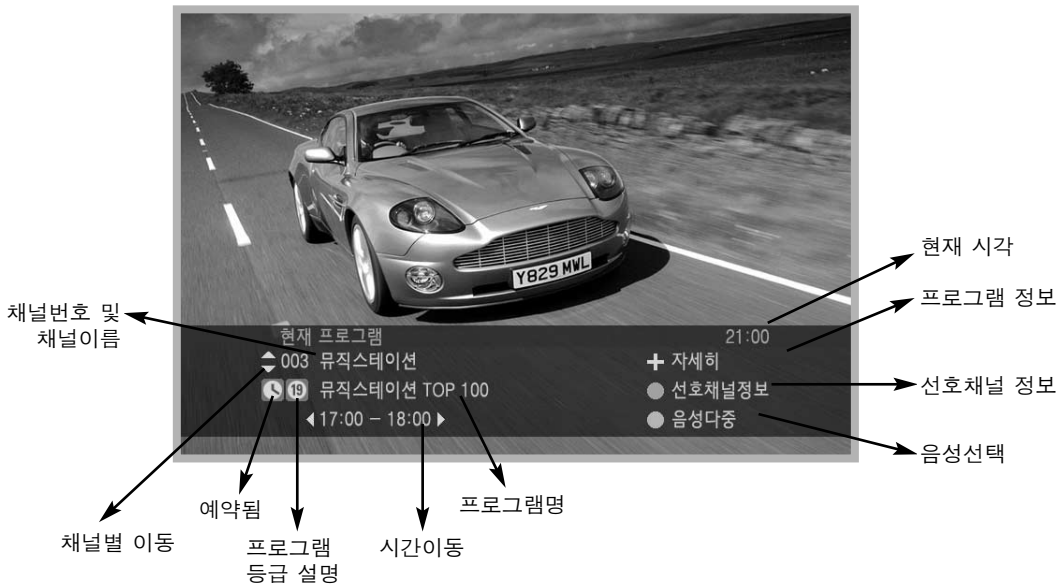 Y829 MWL
현재 시각
프로그램 정보
채널번호 및
채널이름
현재 프로그램
21:00
003 뮤직스테이션
자세히
19 뮤직스테이션 TOP 100
선호채널정보
선호채널 정보
17:00 - 18:00
음성다중
음성선택
예약됨
프로그램명
채널별 이동
프로그램
등급 설명
시간이동